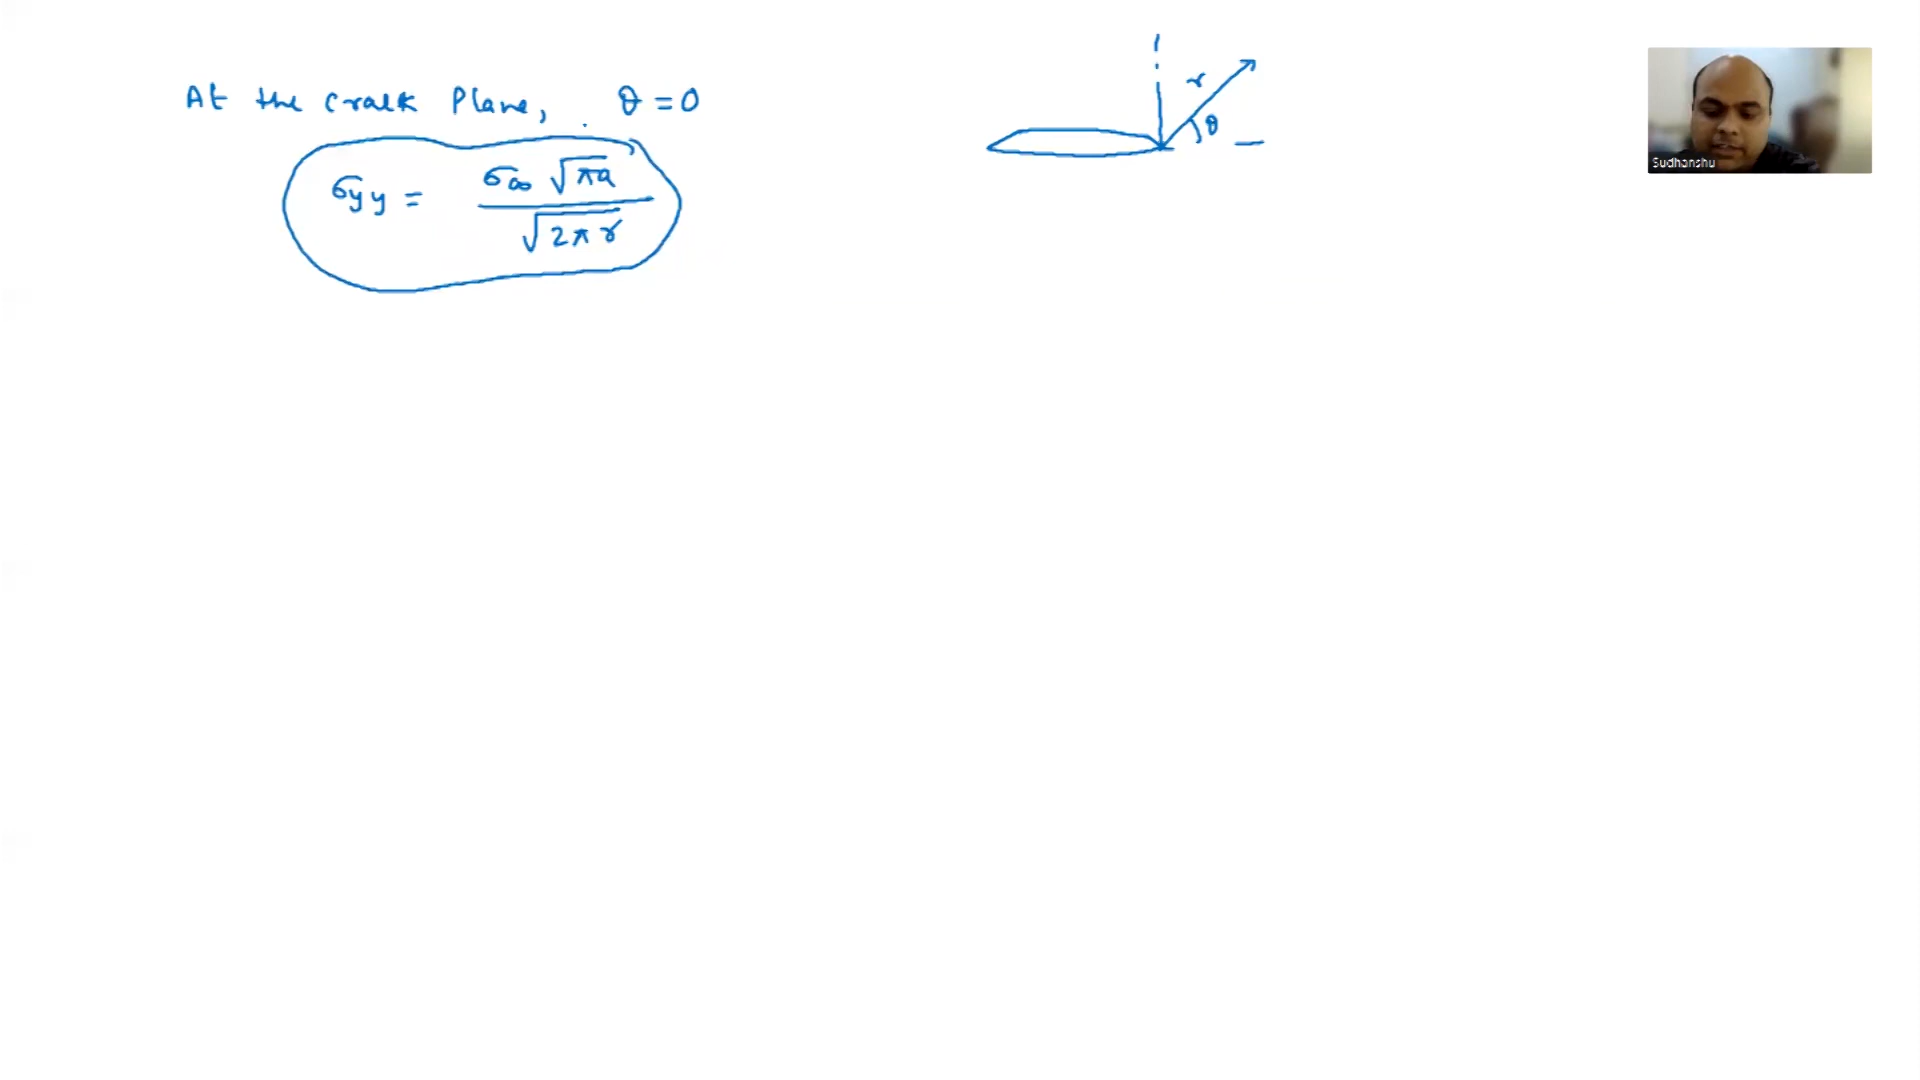 At the crack Plane, θ = 0
σyy = σ∞ √πa / √2πr
r
θ
Sudhanshu